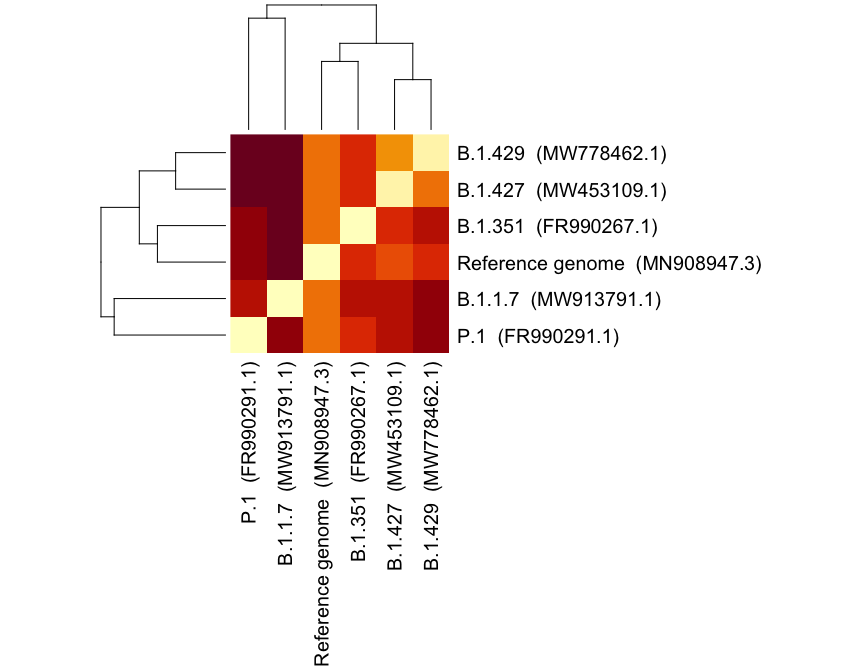 B.1.429  (MW778462.1)
B.1.427  (MW453109.1)
B.1.351  (FR990267.1)
Reference genome  (MN908947.3)
B.1.1.7  (MW913791.1)
P.1  (FR990291.1)
P.1  (FR990291.1)
B.1.1.7  (MW913791.1)
Reference genome  (MN908947.3)
B.1.351  (FR990267.1)
B.1.427  (MW453109.1)
B.1.429  (MW778462.1)